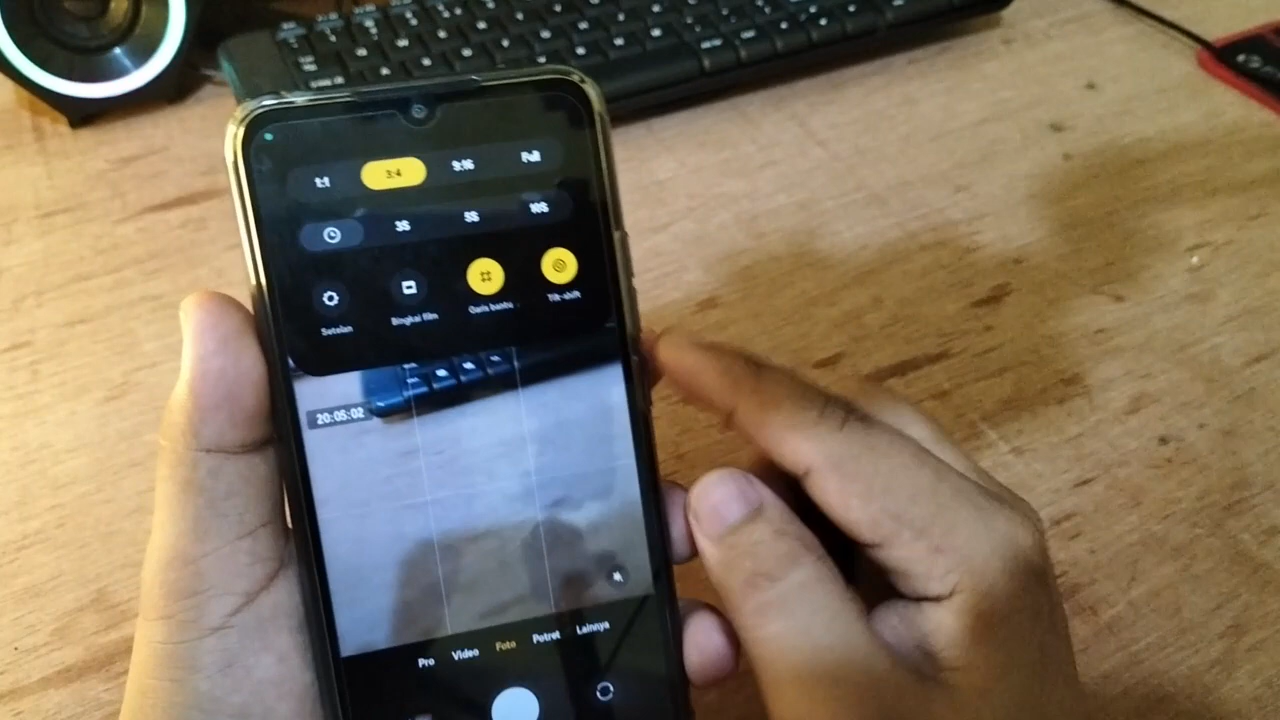 1:1 3:4 9:16 Full
3S 5S 10S
Setelan Bingkai film Garis bantu Tilt-shift
20:05:02
Pro Video Foto Potret Lainnya